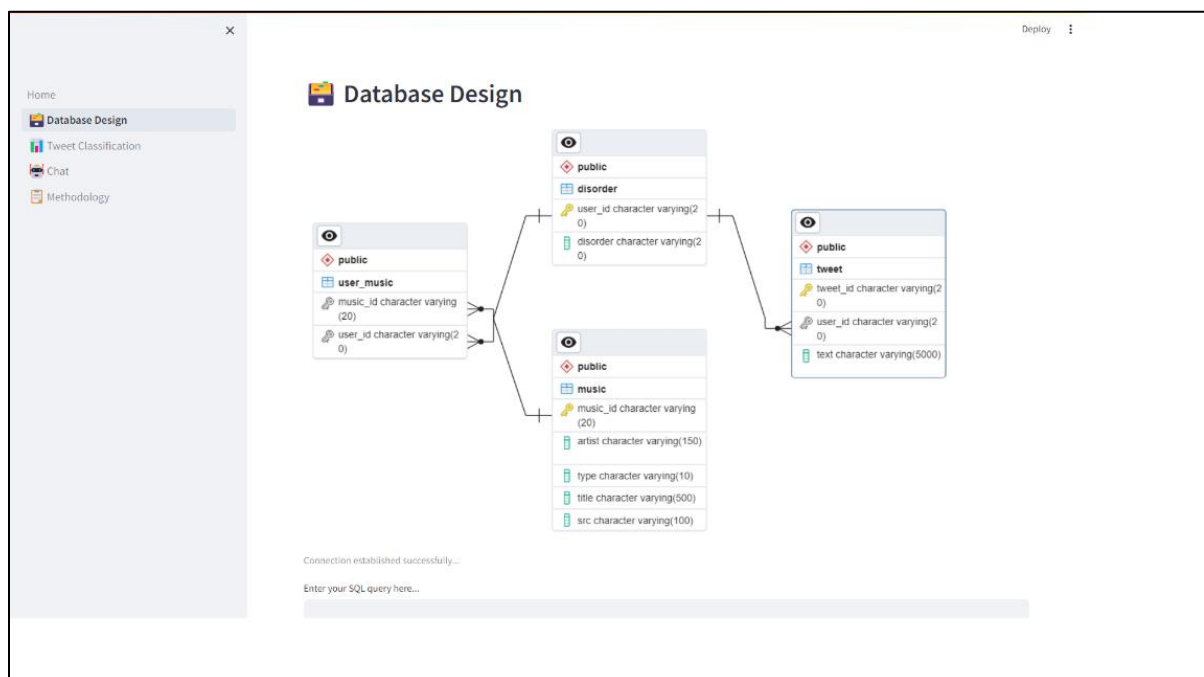 Deploy
Home
Database Design
Tweet Classification
Chat
Methodology
Database Design
public
user_music
music_id character varying
(20)
user_id character varying(2
0)
public
disorder
user_id character varying(2
0)
disorder character varying(2
0)
public
music
music_id character varying
(20)
artist character varying(150)
type character varying(10)
title character varying(500)
src character varying(100)
public
tweet
tweet_id character varying(2
0)
user_id character varying(2
0)
text character varying(5000)
Connection established successfully...
Enter your SQL query here...